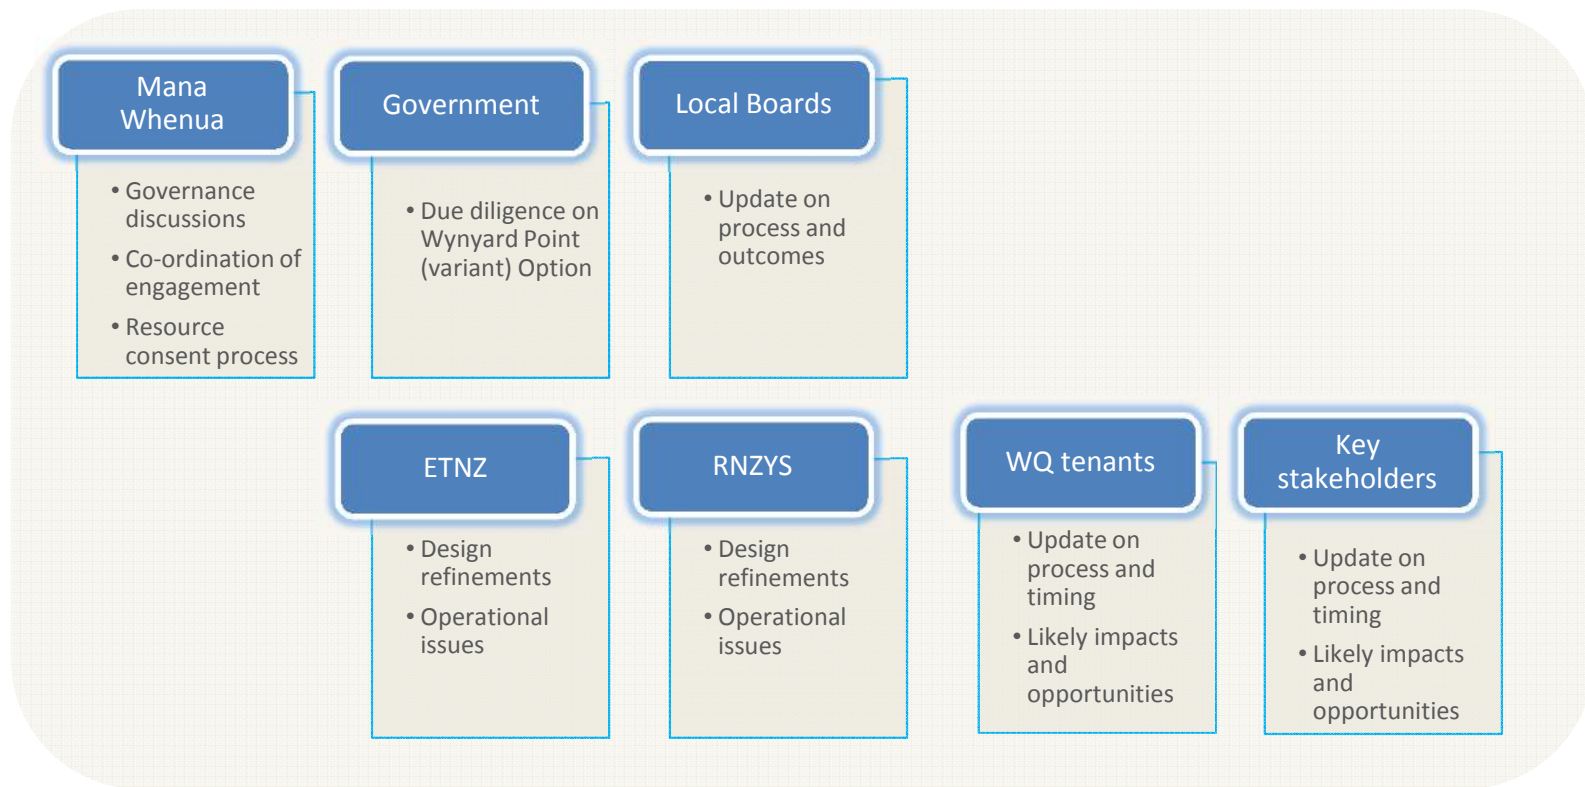 Mana
Whenua
• Governance
discussions
• Co-ordination of
engagement
• Resource
consent process
Government
• Due diligence on
Wynyard Point
(variant) Option
Local Boards
• Update on
process and
outcomes
ETNZ
• Design
refinements
• Operational
issues
RNZYS
• Design
refinements
• Operational
issues
WQ tenants
• Update on
process and
timing
• Likely impacts
and
opportunities
Key
stakeholders
• Update on
process and
timing
• Likely impacts
and
opportunities